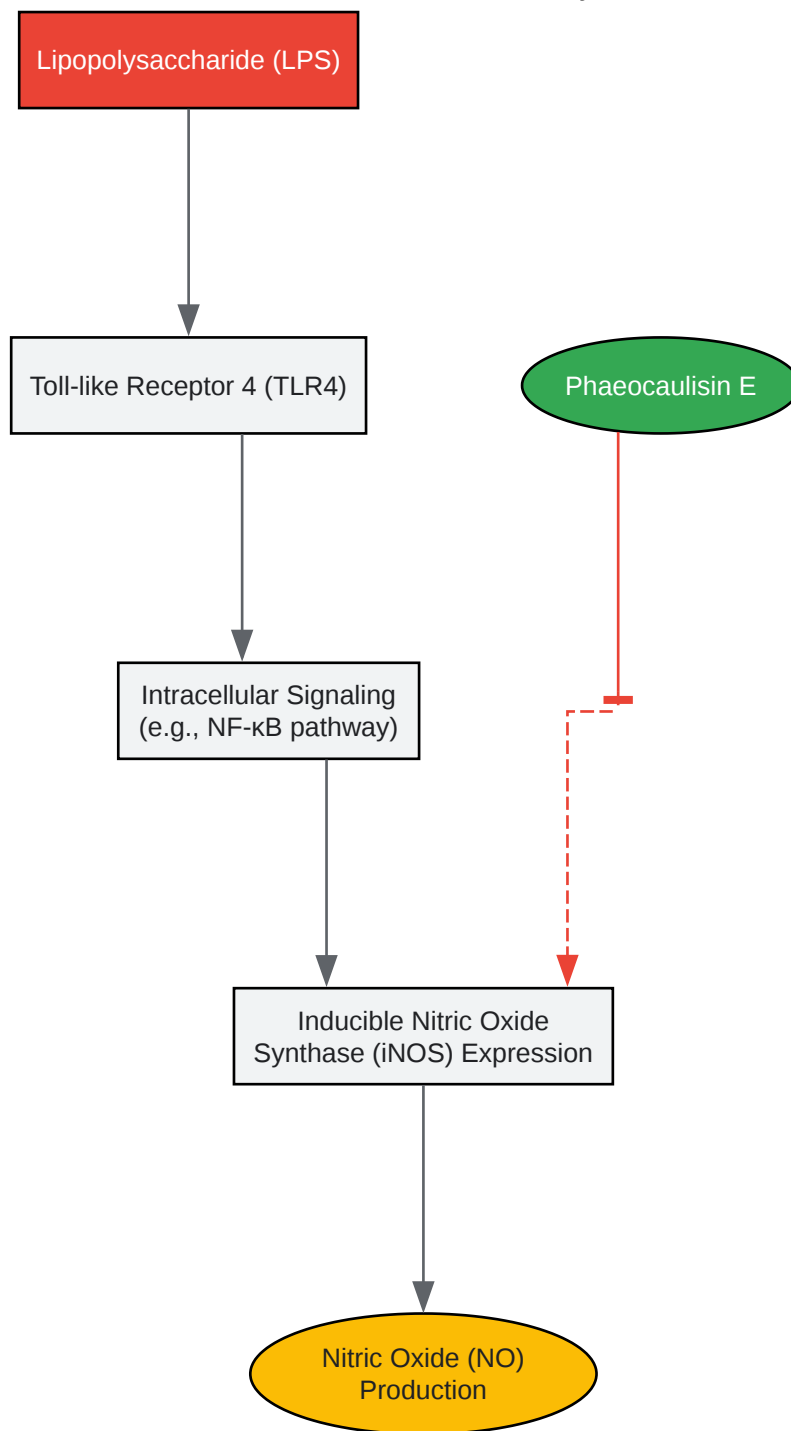 Lipopolysaccharide (LPS)
Toll-like Receptor 4 (TLR4)
Phaeocaulisin E
Intracellular Signaling
(e.g., NF-κB pathway)
Inducible Nitric Oxide
Synthase (iNOS) Expression
Nitric Oxide (NO)
Production